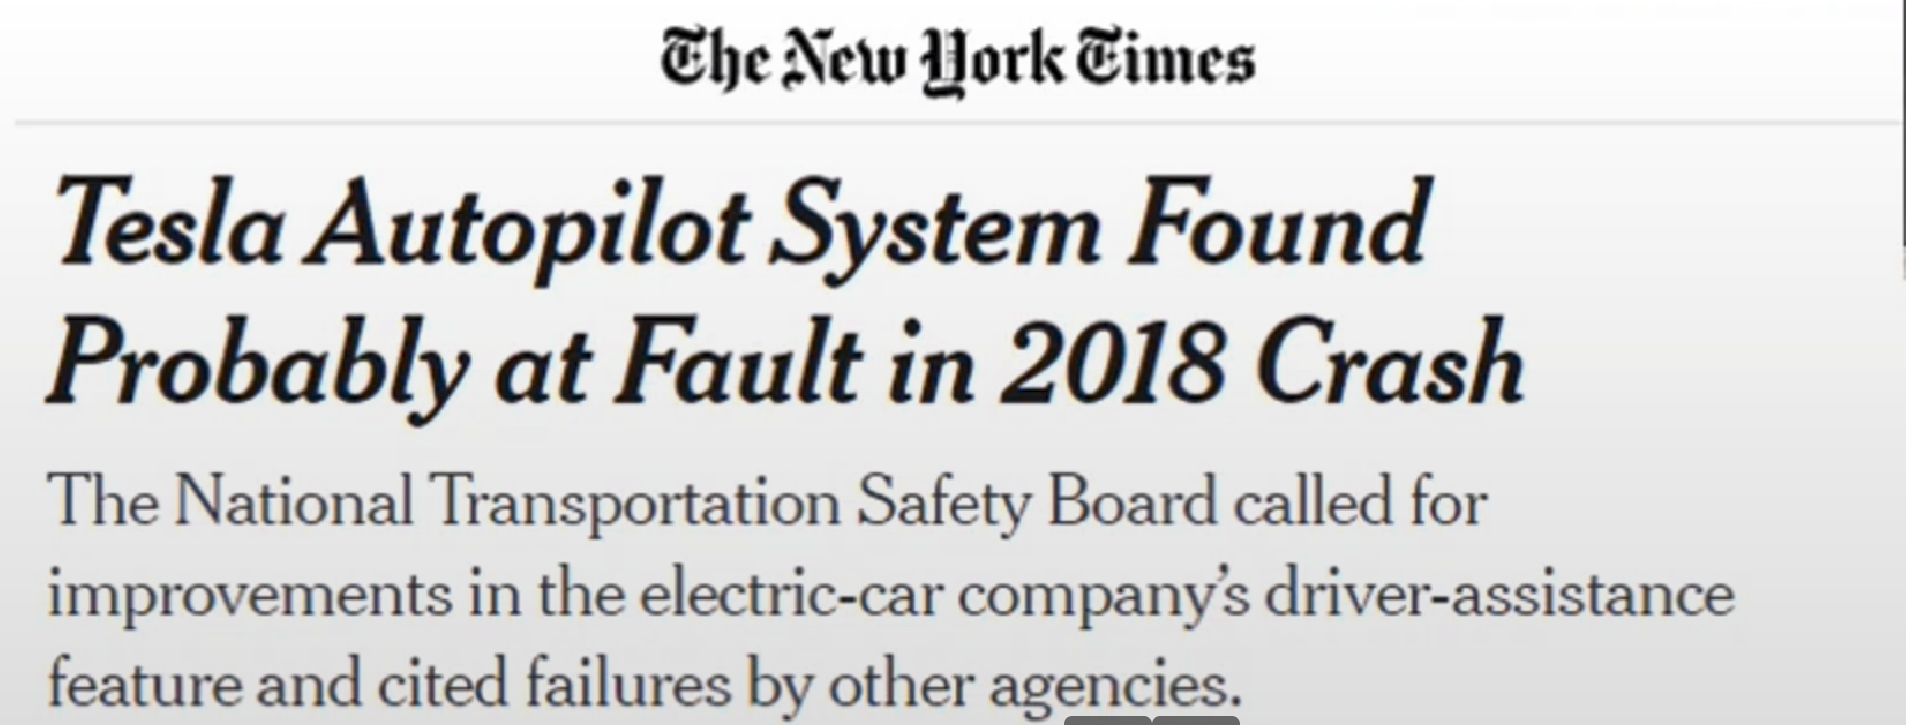 The New York Times
Tesla Autopilot System Found
Probably at Fault in 2018 Crash
The National Transportation Safety Board called for
improvements in the electric-car company’s driver-assistance
feature and cited failures by other agencies.